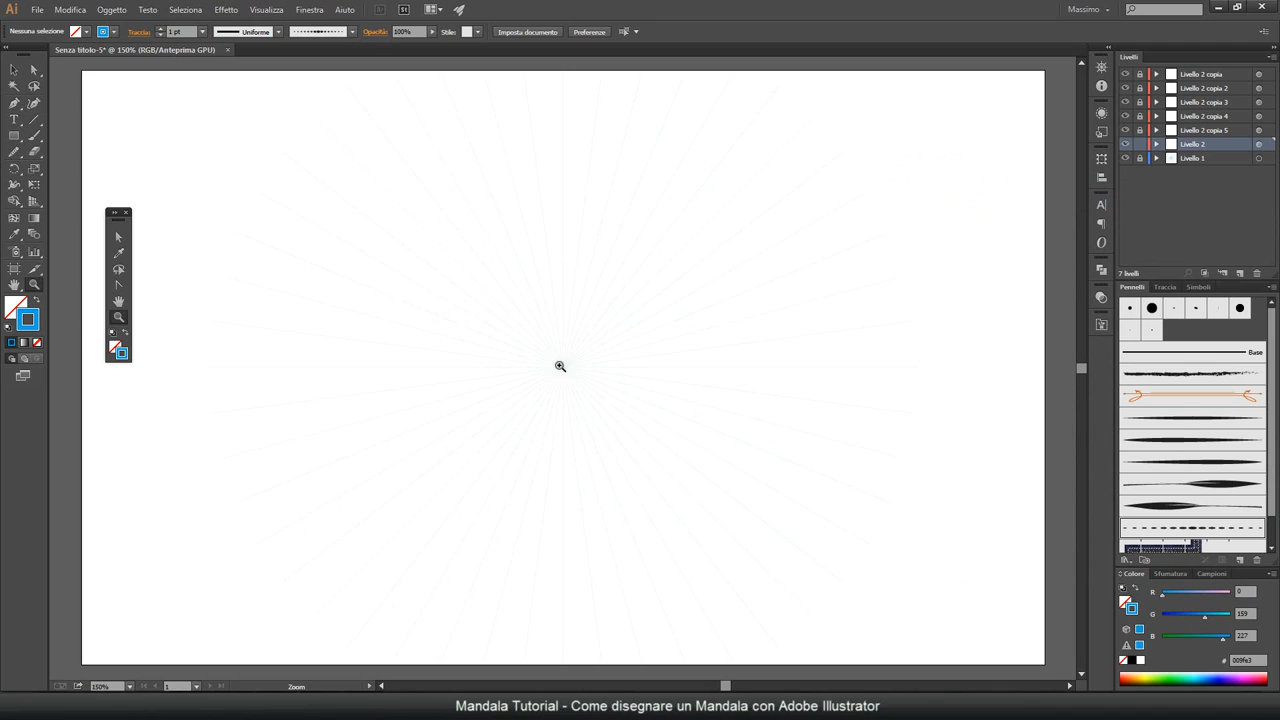 Ai File Modifica Oggetto Testo Seleziona Effetto Visualizza Finestra Aiuto Br St Massimo
Nessuna selezione Traccia: 1 pt Uniforme Opacità: 100% Stile: Imposta documento Preferenze
Senza titolo-5* @ 150% (RGB/Anteprima GPU)
Livelli
Livello 2 copia
Livello 2 copia 2
Livello 2 copia 3
Livello 2 copia 4
Livello 2 copia 5
Livello 2
Livello 1
7 livelli
Pennelli Traccia Simboli
Base
Colore Sfumatura Campioni
R 0
G 159
B 227
# 009fe3
150% 1 Zoom
Mandala Tutorial - Come disegnare un Mandala con Adobe Illustrator